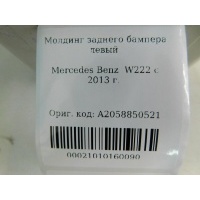 Молдинг заднего бампера
левый
Mercedes Benz W222 с
2013 г.
Ориг. код: A2058850521
00021010160090